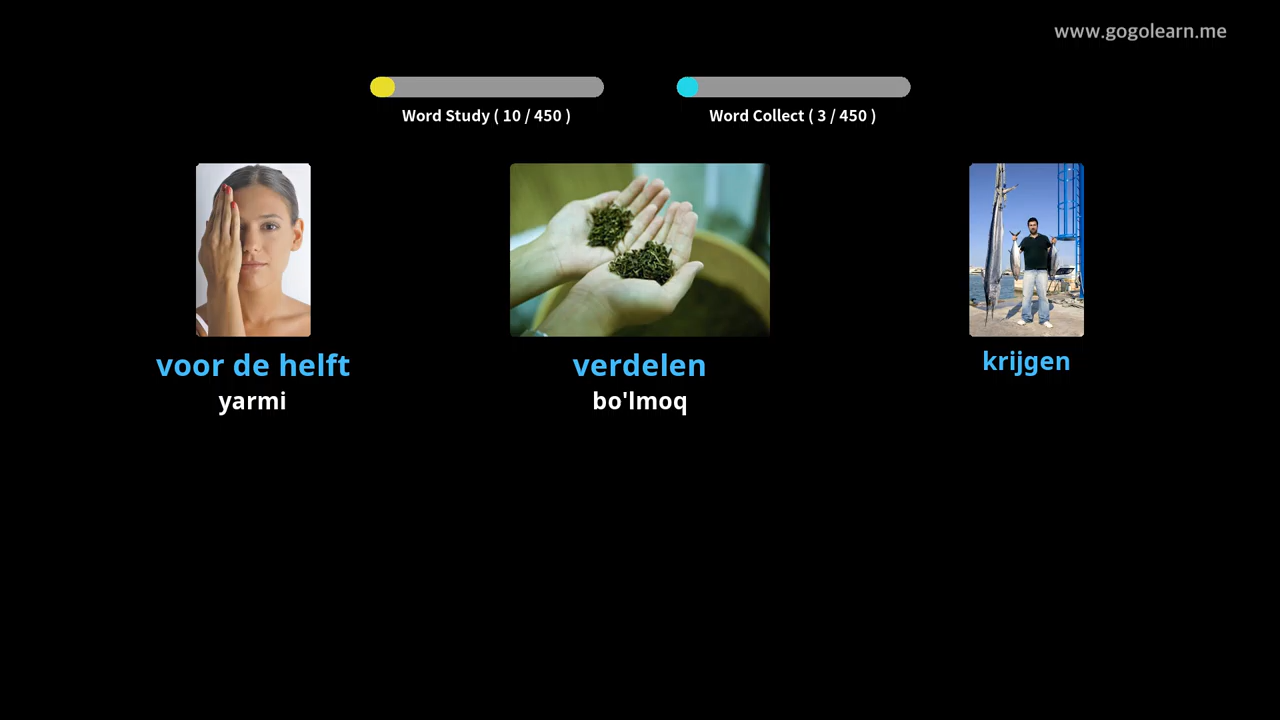 www.gogolearn.me
Word Study ( 10 / 450 )
Word Collect ( 3 / 450 )
voor de helft
yarmi
verdelen
bo'lmoq
krijgen